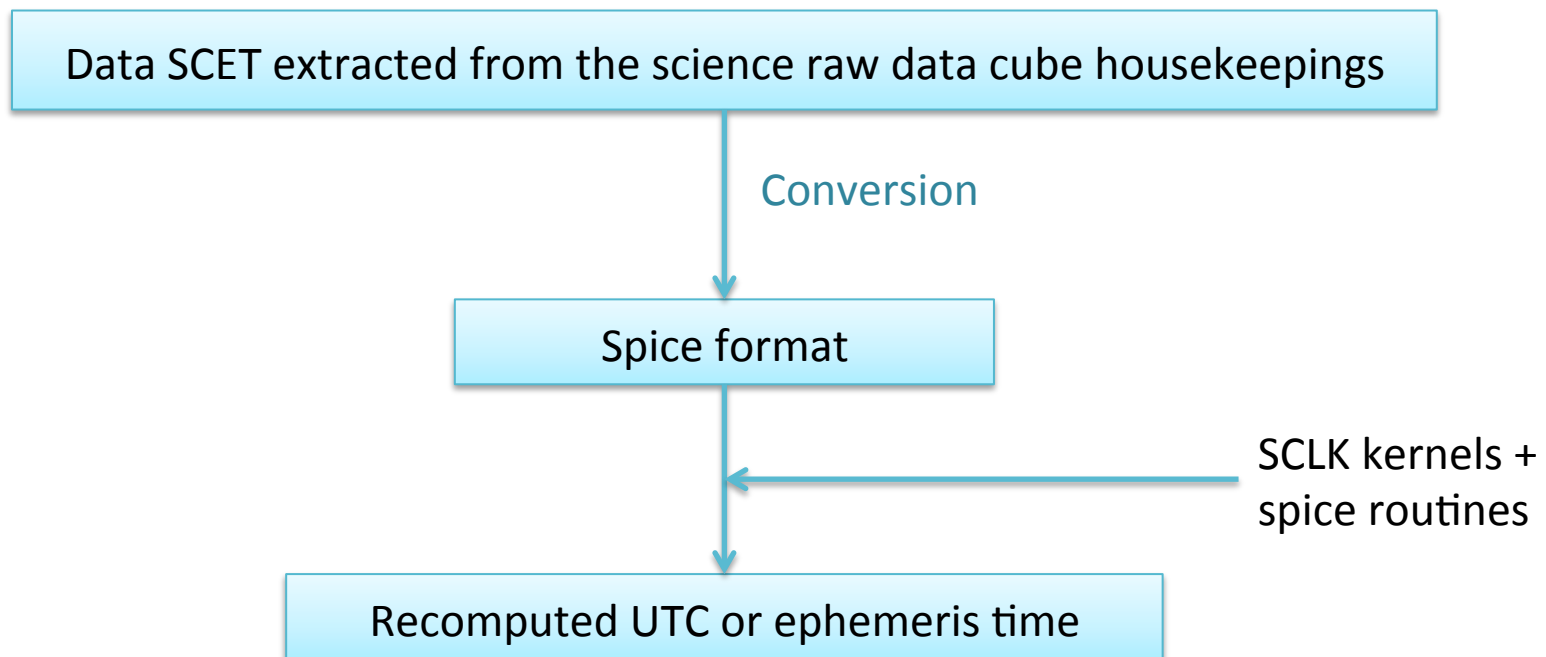 Data SCET extracted from the science raw data cube housekeepings
Conversion
Spice format
SCLK kernels +
spice routines
Recomputed UTC or ephemeris time